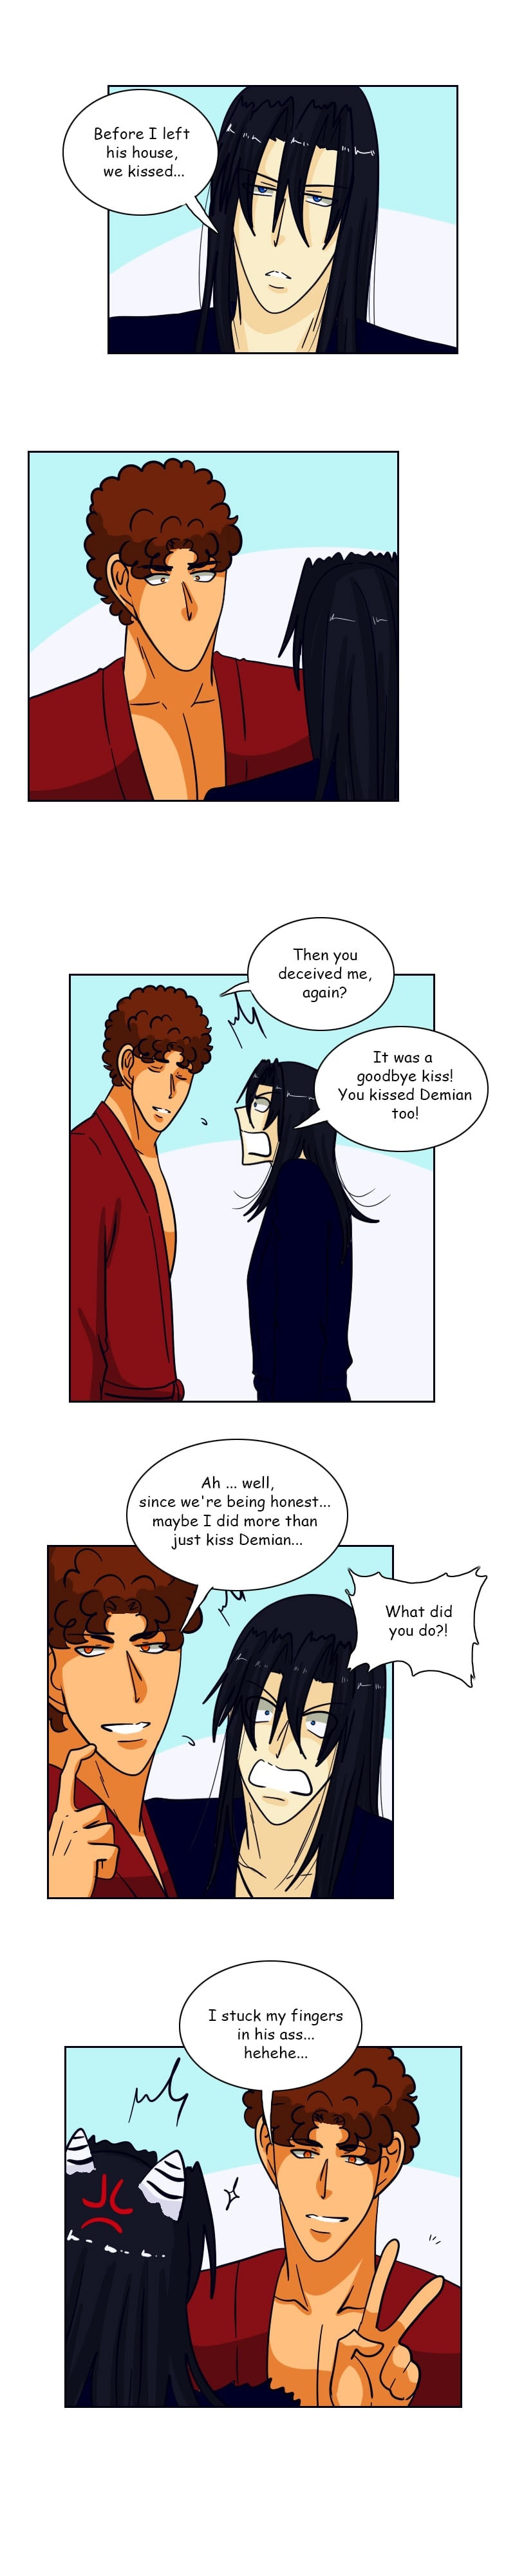 Before I left
his house,
we kissed...
Then you
deceived me,
again?
It was a
goodbye kiss!
You kissed Demian
too!
Ah ... well,
since we're being honest...
maybe I did more than
just kiss Demian...
What did
you do?!
I stuck my fingers
in his ass...
hehehe...